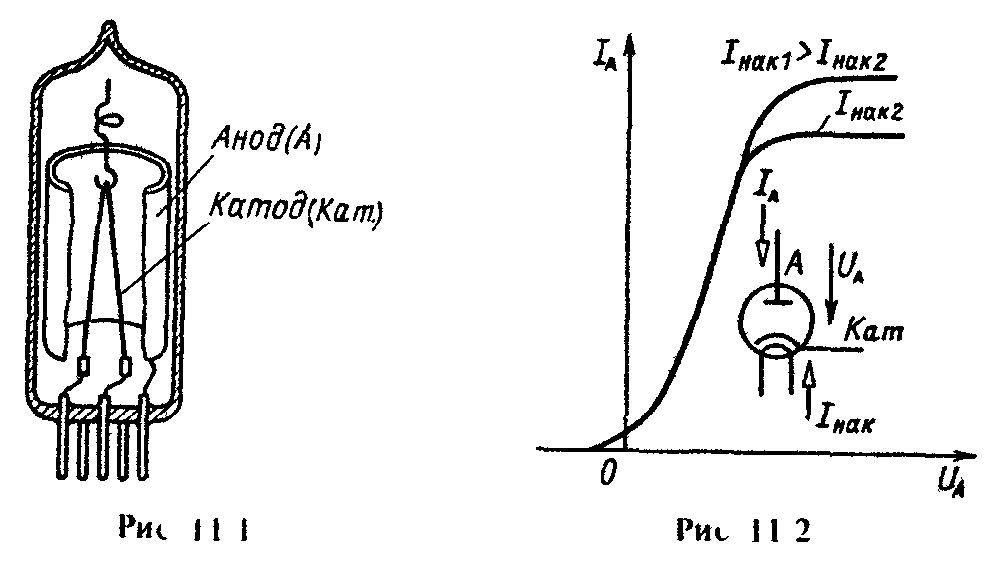 Анод(А)
Катод(Кат.)
Рис 11 1
I_A
I_нак1 > I_нак2
I_нак2
I_A
А
U_A
Кат
I_нак
0
U_A
Рис 11 2